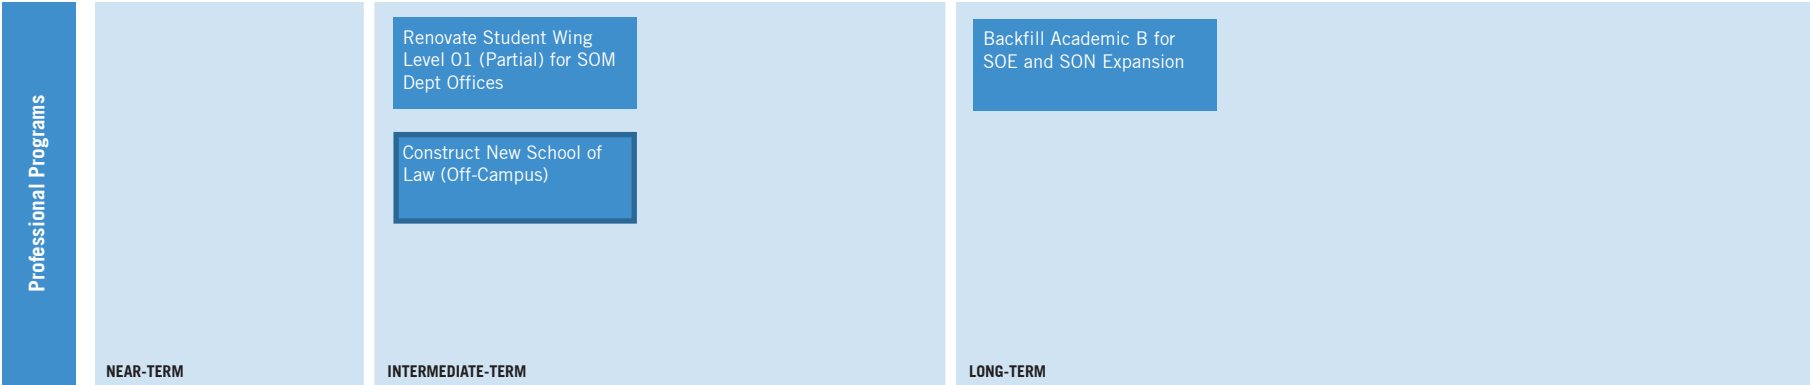 Professional Programs
NEAR-TERM
Renovate Student Wing
Level 01 (Partial) for SOM
Dept Offices
Construct New School of
Law (Off-Campus)
INTERMEDIATE-TERM
Backfill Academic B for
SOE and SON Expansion
LONG-TERM